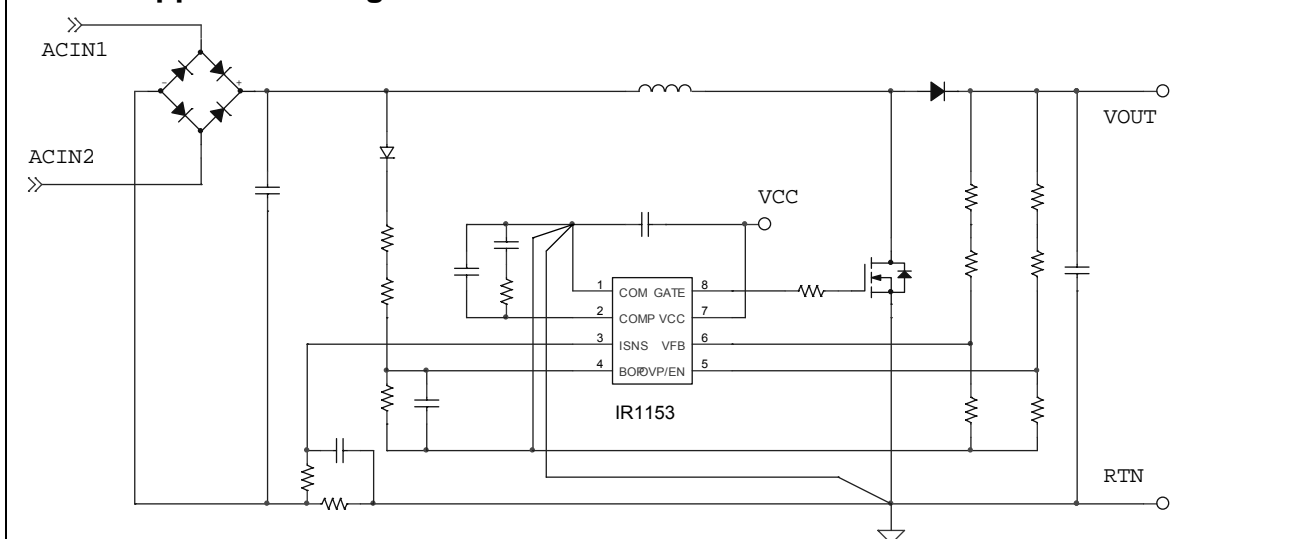 ACIN1
ACIN2
- +
VOUT
VCC
1 COM GATE 8
2 COMP VCC 7
3 ISNS VFB 6
4 BOP OVP/EN 5
IR1153
RTN